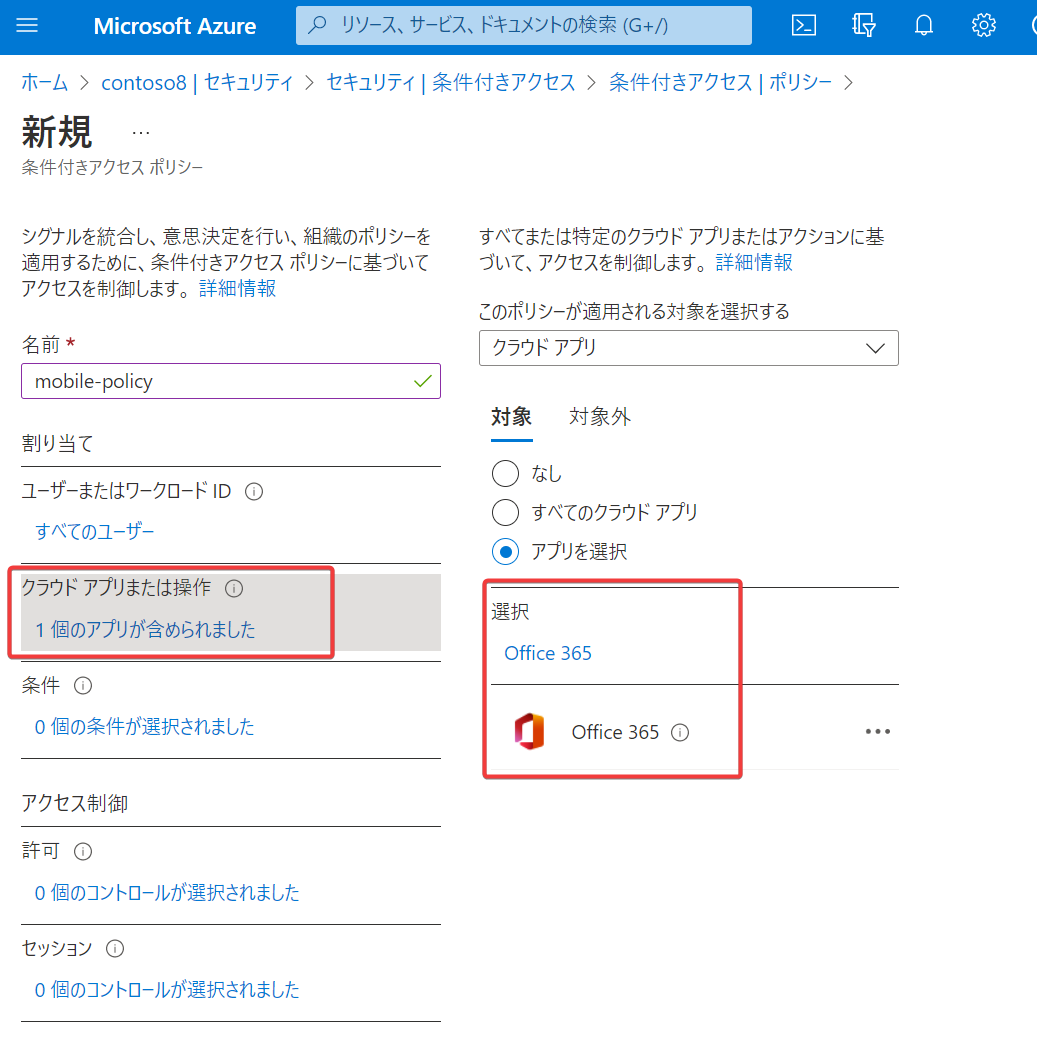 Microsoft Azure
リソース、サービス、ドキュメントの検索 (G+/)
ホーム > contoso8 | セキュリティ > セキュリティ | 条件付きアクセス > 条件付きアクセス | ポリシー >
新規 ...
条件付きアクセス ポリシー
シグナルを統合し、意思決定を行い、組織のポリシーを
適用するために、条件付きアクセス ポリシーに基づいて
アクセスを制御します。 詳細情報
名前 *
mobile-policy
割り当て
ユーザーまたはワークロード ID
すべてのユーザー
クラウド アプリまたは操作
1 個のアプリが含められました
条件
0 個の条件が選択されました
アクセス制御
許可
0 個のコントロールが選択されました
セッション
0 個のコントロールが選択されました
すべてまたは特定のクラウド アプリまたはアクションに基
づいて、アクセスを制御します。 詳細情報
このポリシーが適用される対象を選択する
クラウド アプリ
対象 対象外
なし
すべてのクラウド アプリ
アプリを選択
選択
Office 365
Office 365